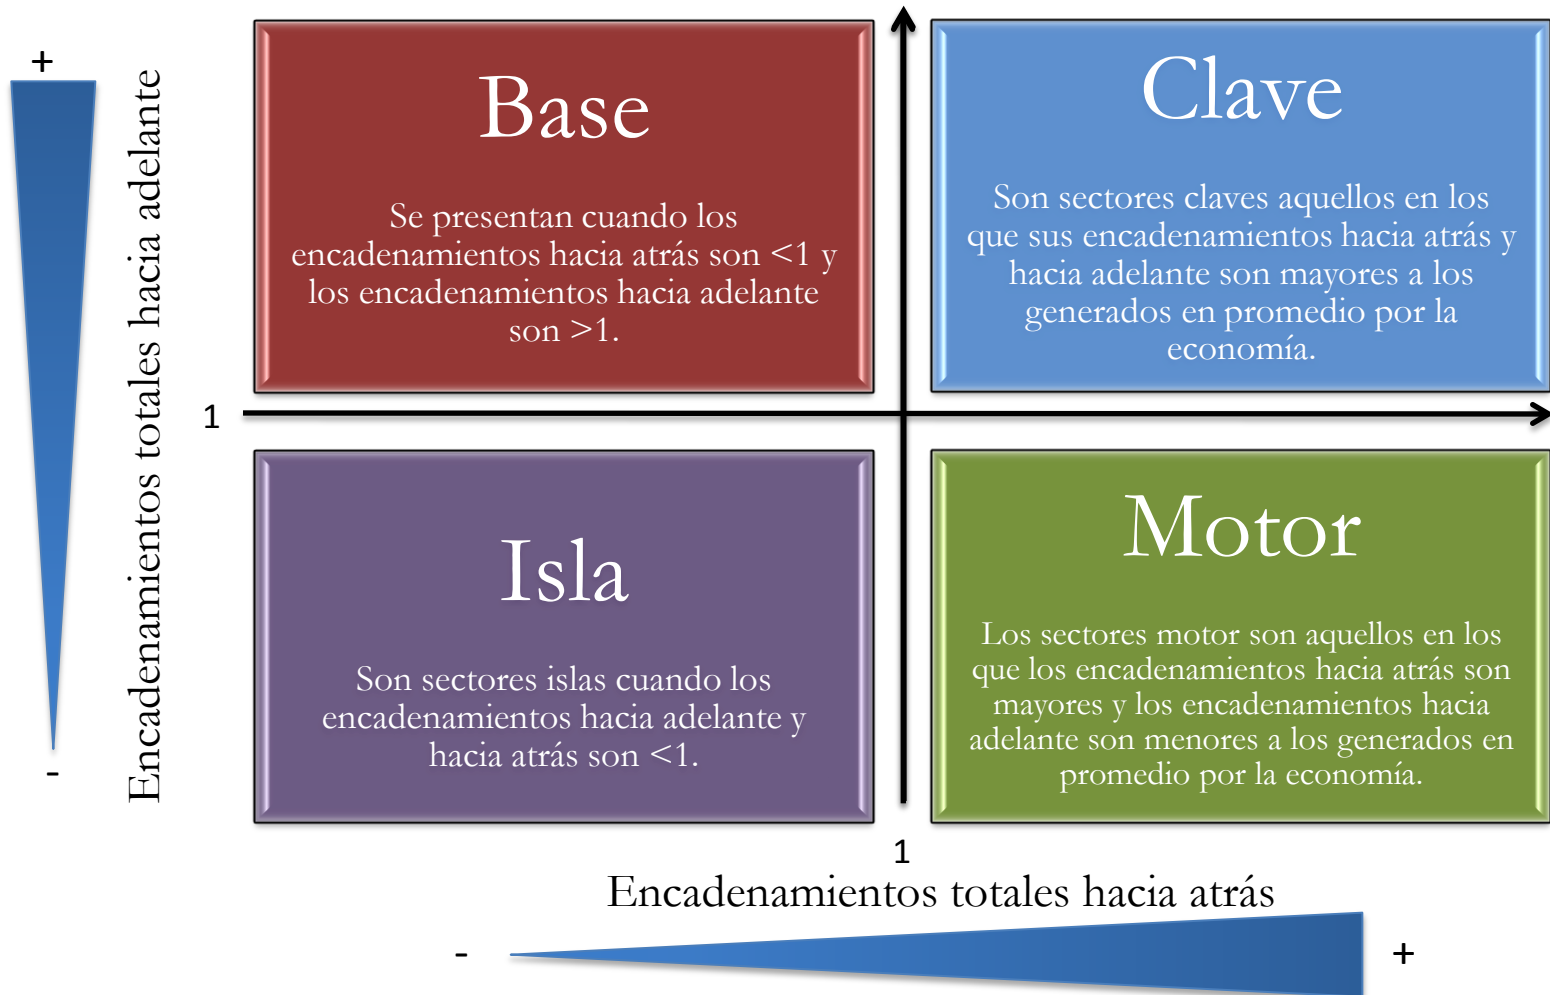 +
Encadenamientos totales hacia adelante
-
Base
Se presentan cuando los
encadenamientos hacia atrás son <1 y
los encadenamientos hacia adelante
son >1.
Clave
Son sectores claves aquellos en los
que sus encadenamientos hacia atrás y
hacia adelante son mayores a los
generados en promedio por la
economía.
1
Isla
Son sectores islas cuando los
encadenamientos hacia adelante y
hacia atrás son <1.
Motor
Los sectores motor son aquellos en los
que los encadenamientos hacia atrás son
mayores y los encadenamientos hacia
adelante son menores a los generados en
promedio por la economía.
1
Encadenamientos totales hacia atrás
-
+